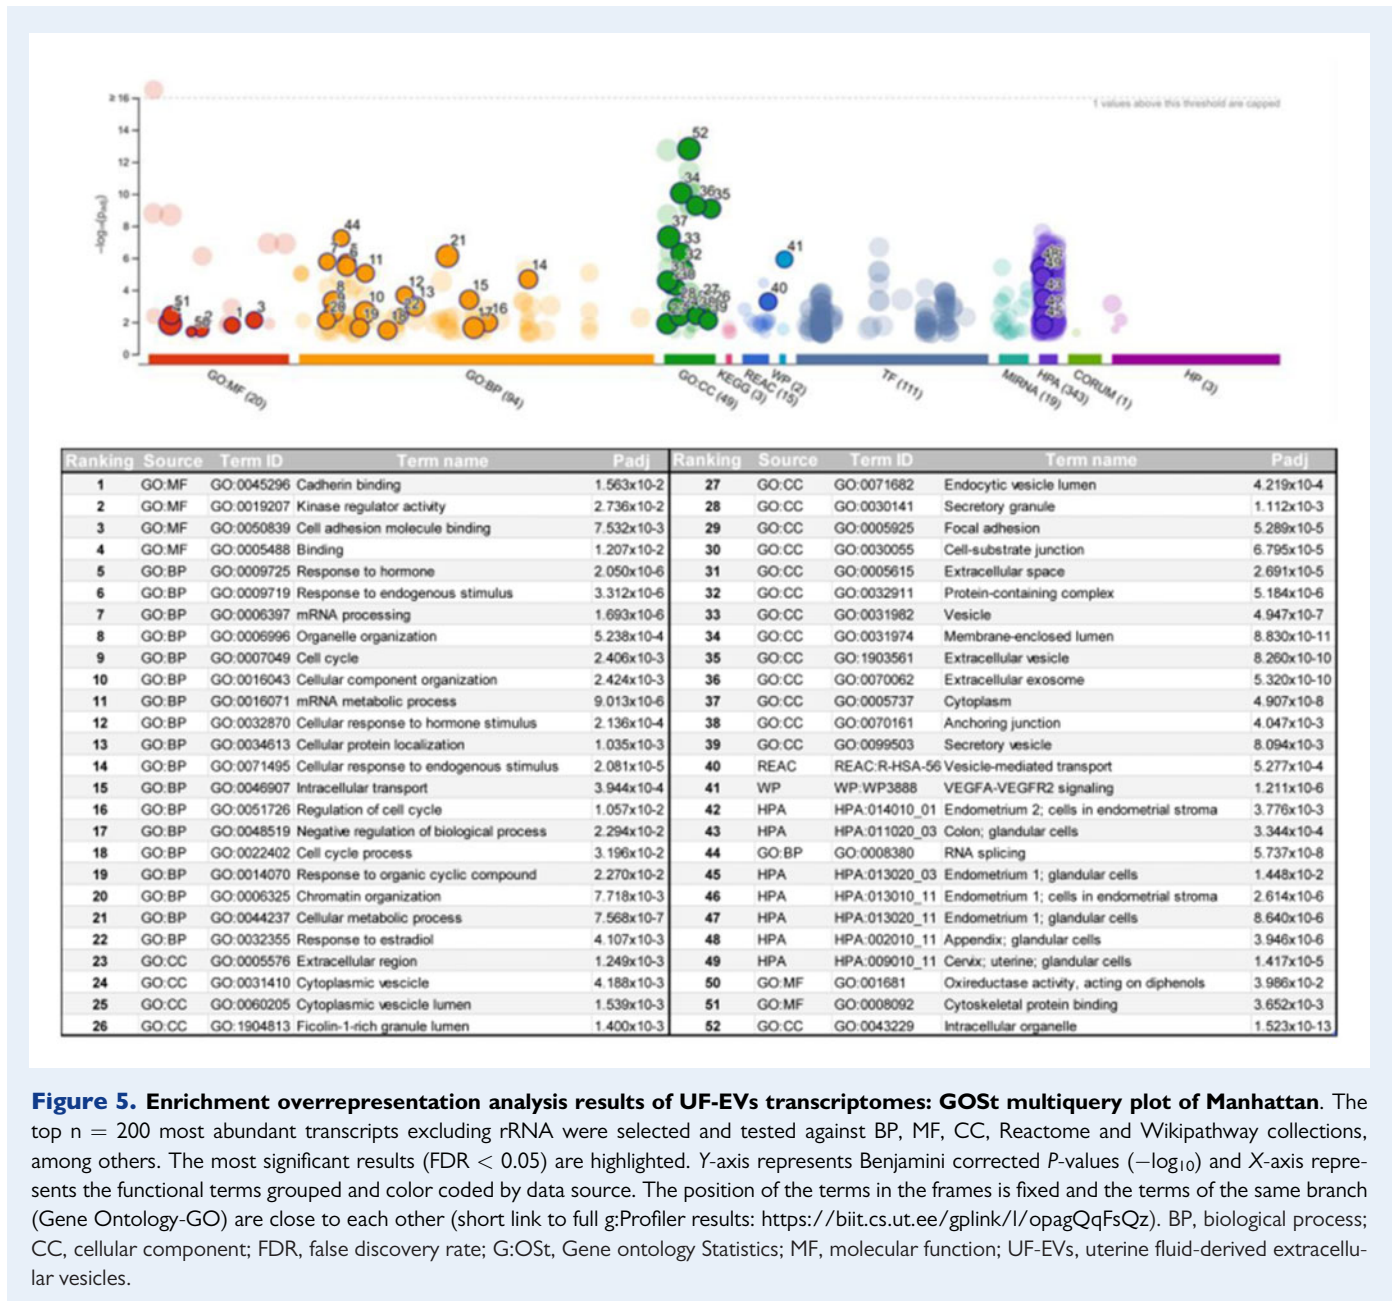 ≥16
14
12
10
8
6
4
2
0
1 values above this threshold are capped
52
34
36
35
37
33
32
44
7
6
11
21
14
12
13
15
16
17
8
10
19
18
51
1
3
27
41
40
GO:MF (20)
GO:BP (94)
GO:CC (49)
KEGG (3)
REAC (15)
WP (2)
TF (111)
MIRNA (19)
HPA (343)
CORUM (1)
HP (3)
Ranking Source Term ID Term name Padj Ranking Source Term ID Term name Padj
1 GO:MF GO:0045296 Cadherin binding 1.563x10-2 27 GO:CC GO:0071682 Endocytic vesicle lumen 4.219x10-4
2 GO:MF GO:0019207 Kinase regulator activity 2.736x10-2 28 GO:CC GO:0030141 Secretory granule 1.112x10-3
3 GO:MF GO:0050839 Cell adhesion molecule binding 7.532x10-3 29 GO:CC GO:0005925 Focal adhesion 5.289x10-5
4 GO:MF GO:0005488 Binding 1.207x10-2 30 GO:CC GO:0030055 Cell-substrate junction 6.795x10-5
5 GO:BP GO:0009725 Response to hormone 2.050x10-6 31 GO:CC GO:0005615 Extracellular space 2.691x10-5
6 GO:BP GO:0009719 Response to endogenous stimulus 3.312x10-6 32 GO:CC GO:0032911 Protein-containing complex 5.184x10-6
7 GO:BP GO:0006397 mRNA processing 1.693x10-6 33 GO:CC GO:0031982 Vesicle 4.947x10-7
8 GO:BP GO:0006996 Organelle organization 5.238x10-4 34 GO:CC GO:0031974 Membrane-enclosed lumen 8.830x10-11
9 GO:BP GO:0007049 Cell cycle 2.406x10-3 35 GO:CC GO:1903561 Extracellular vesicle 8.260x10-10
10 GO:BP GO:0016043 Cellular component organization 2.424x10-3 36 GO:CC GO:0070062 Extracellular exosome 5.320x10-10
11 GO:BP GO:0016071 mRNA metabolic process 9.013x10-6 37 GO:CC GO:0005737 Cytoplasm 4.907x10-8
12 GO:BP GO:0032870 Cellular response to hormone stimulus 2.136x10-4 38 GO:CC GO:0070161 Anchoring junction 4.047x10-3
13 GO:BP GO:0034613 Cellular protein localization 1.035x10-3 39 GO:CC GO:0099503 Secretory vesicle 8.094x10-3
14 GO:BP GO:0071495 Cellular response to endogenous stimulus 2.081x10-5 40 REAC REAC:R-HSA-56 Vesicle-mediated transport 5.277x10-4
15 GO:BP GO:0046907 Intracellular transport 3.944x10-4 41 WP WP:WP3888 VEGFA-VEGFR2 signaling 1.211x10-6
16 GO:BP GO:0051726 Regulation of cell cycle 1.057x10-2 42 HPA HPA:014010_01 Endometrium 2; cells in endometrial stroma 3.776x10-3
17 GO:BP GO:0048519 Negative regulation of biological process 2.294x10-2 43 HPA HPA:011020_03 Colon; glandular cells 3.344x10-4
18 GO:BP GO:0022402 Cell cycle process 3.196x10-2 44 GO:BP GO:0008380 RNA splicing 5.737x10-8
19 GO:BP GO:0014070 Response to organic cyclic compound 2.270x10-2 45 HPA HPA:013020_03 Endometrium 1; glandular cells 1.448x10-2
20 GO:BP GO:0006325 Chromatin organization 7.718x10-3 46 HPA HPA:013010_11 Endometrium 1; cells in endometrial stroma 2.614x10-6
21 GO:BP GO:0044237 Cellular metabolic process 7.568x10-7 47 HPA HPA:013020_11 Endometrium 1; glandular cells 8.640x10-6
22 GO:BP GO:0032355 Response to estradiol 4.107x10-3 48 HPA HPA:002010_11 Appendix; glandular cells 3.946x10-6
23 GO:CC GO:0005576 Extracellular region 1.249x10-3 49 HPA HPA:009010_11 Cervix; uterine; glandular cells 1.417x10-5
24 GO:CC GO:0031410 Cytoplasmic vescicle 4.188x10-3 50 GO:MF GO:001681 Oxireductase activity, acting on diphenols 3.986x10-2
25 GO:CC GO:0060205 Cytoplasmic vescicle lumen 1.539x10-3 51 GO:MF GO:0008092 Cytoskeletal protein binding 3.652x10-3
26 GO:CC GO:1904813 Ficolin-1-rich granule lumen 1.400x10-3 52 GO:CC GO:0043229 Intracellular organelle 1.523x10-13
Figure 5. Enrichment overrepresentation analysis results of UF-EVs transcriptomes: GOSt multiquery plot of Manhattan. The
top n = 200 most abundant transcripts excluding rRNA were selected and tested against BP, MF, CC, Reactome and Wikipathway collections,
among others. The most significant results (FDR < 0.05) are highlighted. Y-axis represents Benjamini corrected P-values (−log10) and X-axis repre-
sents the functional terms grouped and color coded by data source. The position of the terms in the frames is fixed and the terms of the same branch
(Gene Ontology-GO) are close to each other (short link to full g:Profiler results: https://biit.cs.ut.ee/gplink/l/opagQqFsQz). BP, biological process;
CC, cellular component; FDR, false discovery rate; G:OSt, Gene ontology Statistics; MF, molecular function; UF-EVs, uterine fluid-derived extracellu-
lar vesicles.